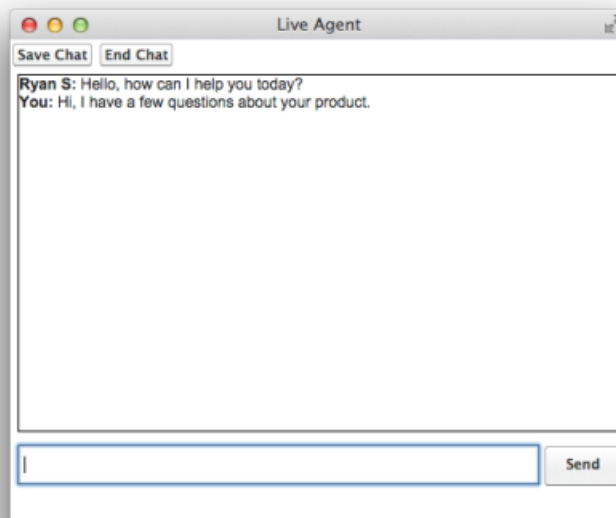 Live Agent
Save Chat End Chat
Ryan S: Hello, how can I help you today?
You: Hi, I have a few questions about your product.
Send